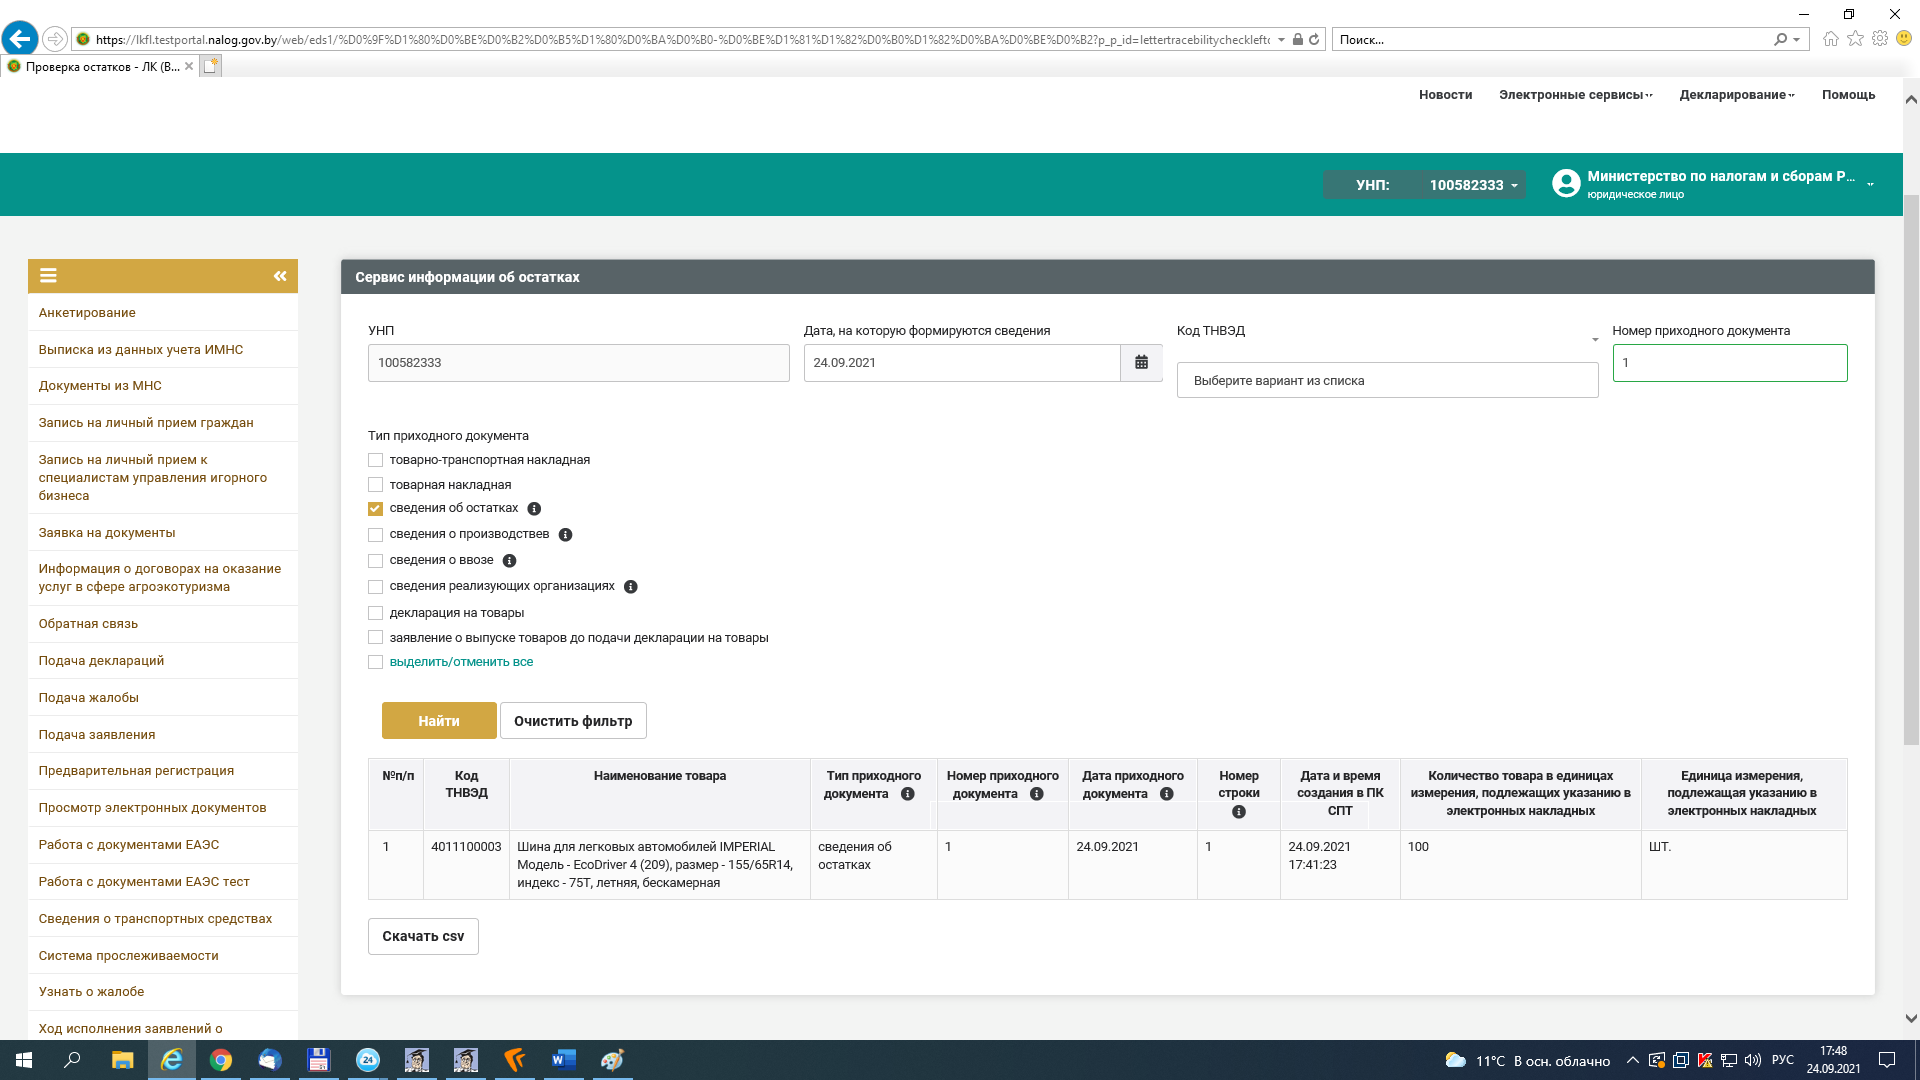 https://lkfl.testportal.nalog.gov.by/web/eds1/%D0%9F%D1%80%D0%BE%D0%B2%D0%B5%D1%80%D0%BA%D0%B0-%D0%BE%D1%81%D1%82%D0%B0%D1%82%D0%BA%D0%BE%D0%B2?p_p_id=lettertracebilitycheckleftc
Поиск...
Проверка остатков - ЛК (В...
Новости Электронные сервисы Декларирование Помощь
УНП: 100582333
Министерство по налогам и сборам Р...
юридическое лицо
Анкетирование
Выписка из данных учета ИМНС
Документы из МНС
Запись на личный прием граждан
Запись на личный прием к
специалистам управления игорного
бизнеса
Заявка на документы
Информация о договорах на оказание
услуг в сфере агроэкотуризма
Обратная связь
Подача деклараций
Подача жалобы
Подача заявления
Предварительная регистрация
Просмотр электронных документов
Работа с документами ЕАЭС
Работа с документами ЕАЭС тест
Сведения о транспортных средствах
Система прослеживаемости
Узнать о жалобе
Ход исполнения заявлений о
Сервис информации об остатках
УНП
100582333
Дата, на которую формируются сведения
24.09.2021
Код ТНВЭД
Выберите вариант из списка
Номер приходного документа
1
Тип приходного документа
товарно-транспортная накладная
товарная накладная
сведения об остатках
сведения о производствев
сведения о ввозе
сведения реализующих организациях
декларация на товары
заявление о выпуске товаров до подачи декларации на товары
выделить/отменить все
Найти Очистить фильтр
№п/п
Код
ТНВЭД
Наименование товара
Тип приходного
документа
Номер приходного
документа
Дата приходного
документа
Номер
строки
Дата и время
создания в ПК
СПТ
Количество товара в единицах
измерения, подлежащих указанию в
электронных накладных
Единица измерения,
подлежащая указанию в
электронных накладных
1
4011100003
Шина для легковых автомобилей IMPERIAL
Модель - EcoDriver 4 (209), размер - 155/65R14,
индекс - 75T, летняя, бескамерная
сведения об
остатках
1
24.09.2021
1
24.09.2021
17:41:23
100
ШТ.
Скачать csv
24
11°C В осн. облачно
РУС
17:48
24.09.2021